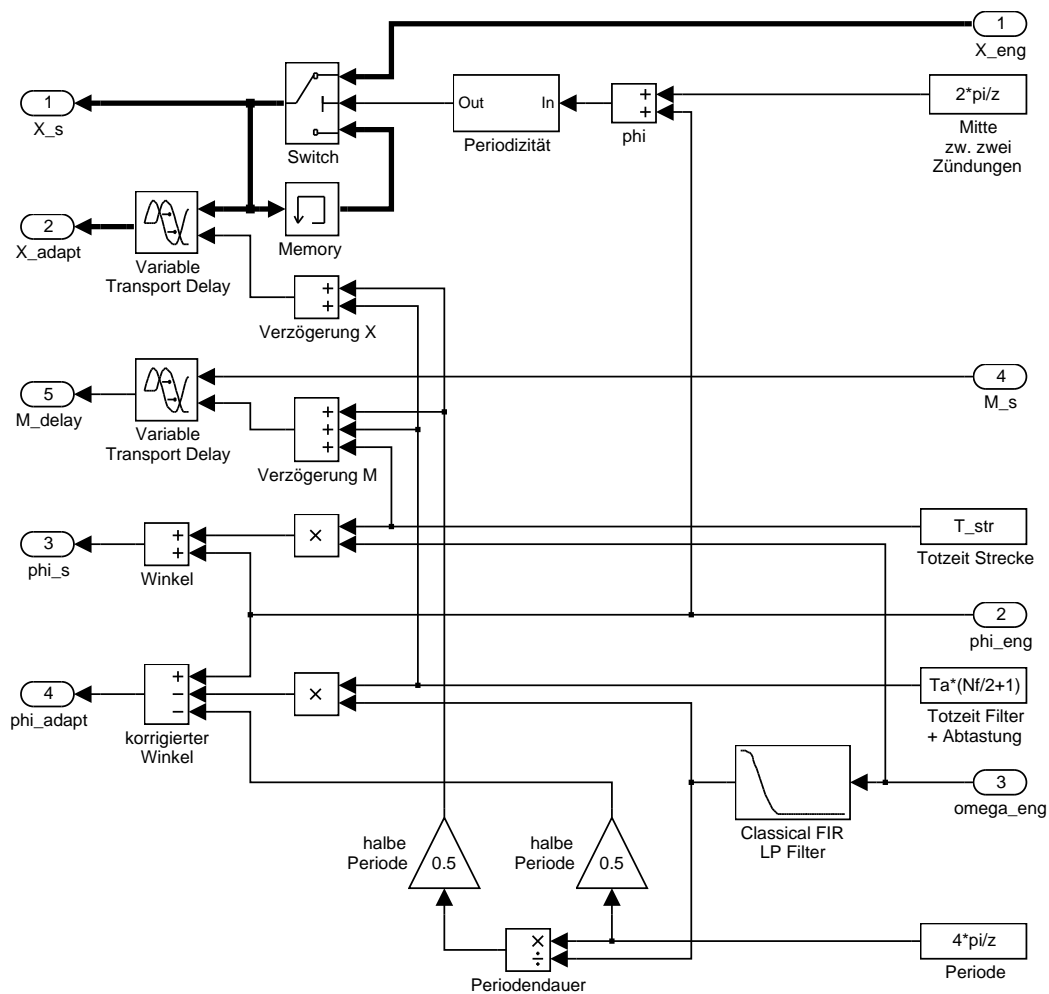 1
X_eng
1
X_s
Switch
Out
In
Periodizität
+
+
phi
2*pi/z
Mitte
zw. zwei
Zündungen
2
X_adapt
Variable
Transport Delay
Memory
+
+
Verzögerung X
5
M_delay
Variable
Transport Delay
+
+
+
Verzögerung M
4
M_s
3
phi_s
+
+
Winkel
×
T_str
Totzeit Strecke
2
phi_eng
4
phi_adapt
+
−
−
korrigierter
Winkel
×
Ta*(Nf/2+1)
Totzeit Filter
+ Abtastung
Classical FIR
LP Filter
3
omega_eng
halbe
Periode
0.5
halbe
Periode
0.5
×
÷
Periodendauer
4*pi/z
Periode